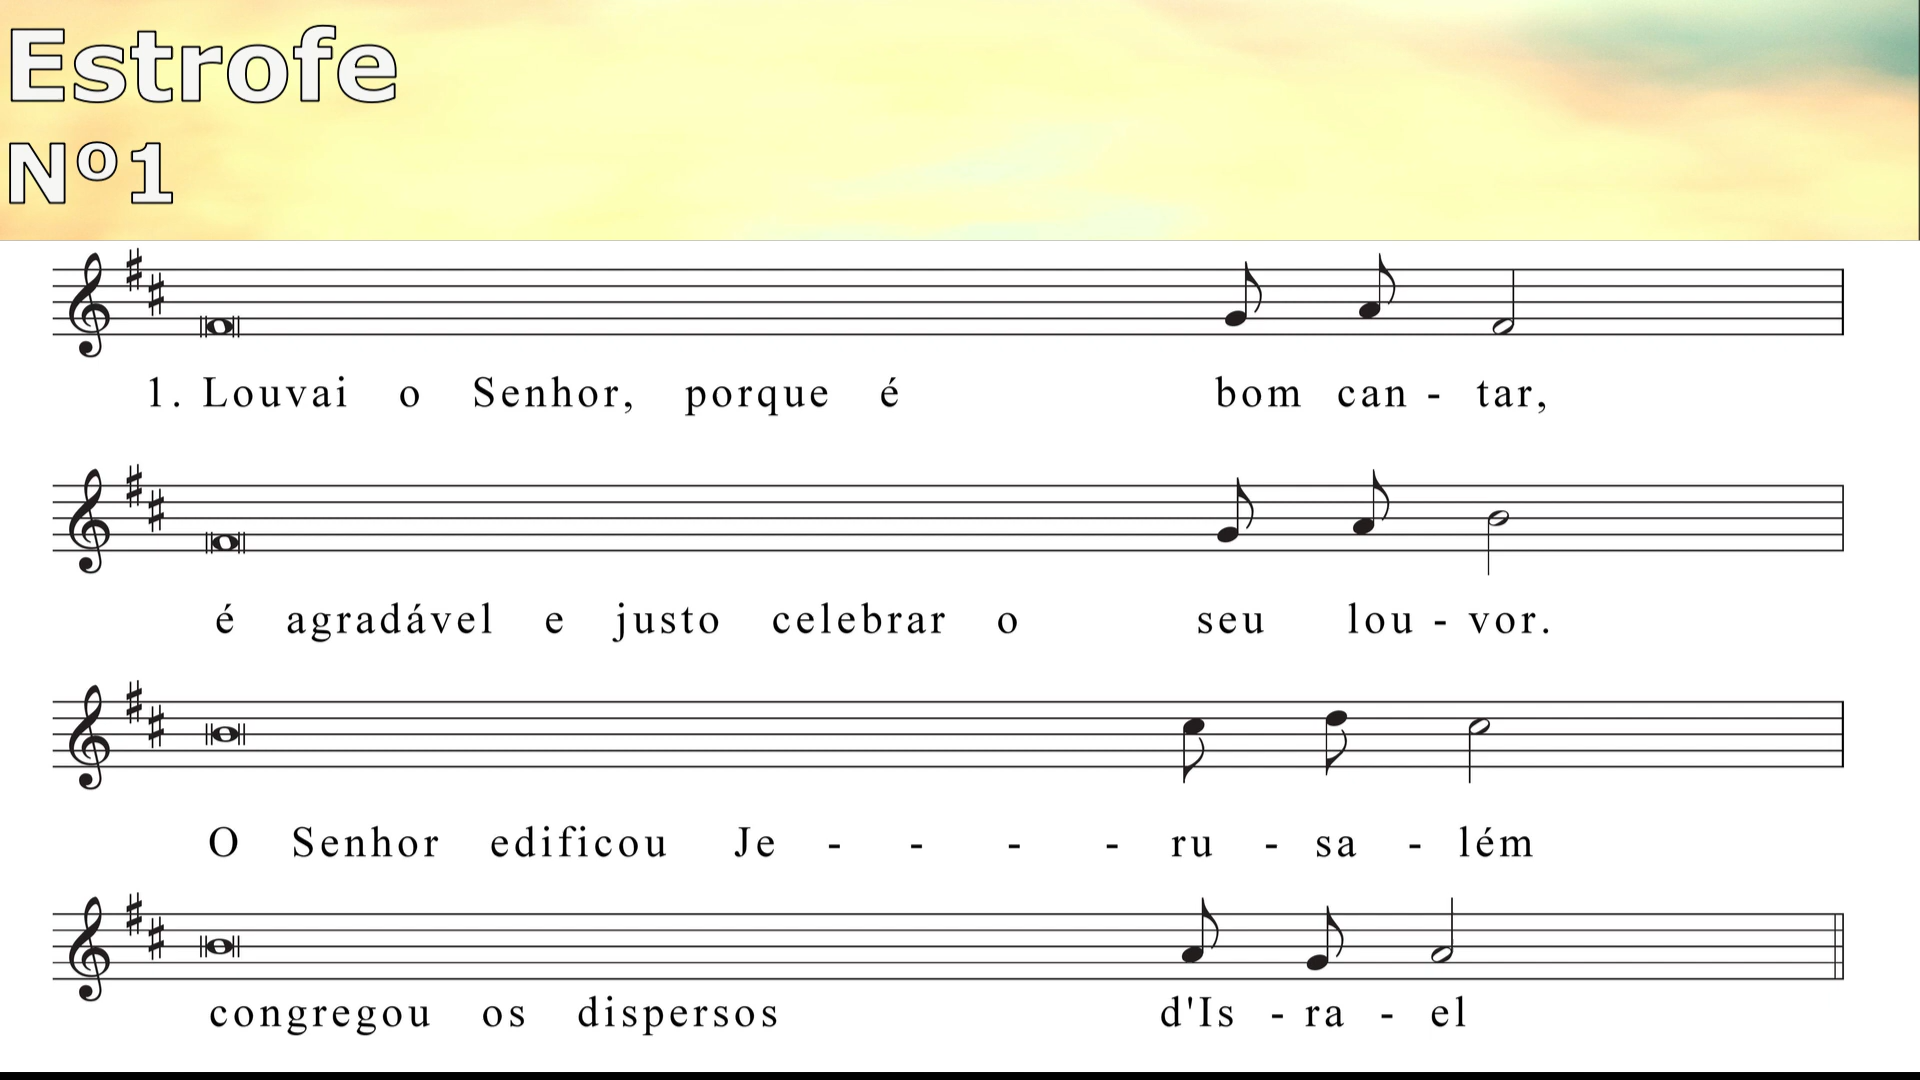 Estrofe
Nº1
1. Louvai o Senhor, porque é bom can - tar,
é agradável e justo celebrar o seu lou - vor.
O Senhor edificou Je - - - - ru - sa - lém
congregou os dispersos d'Is - ra - el